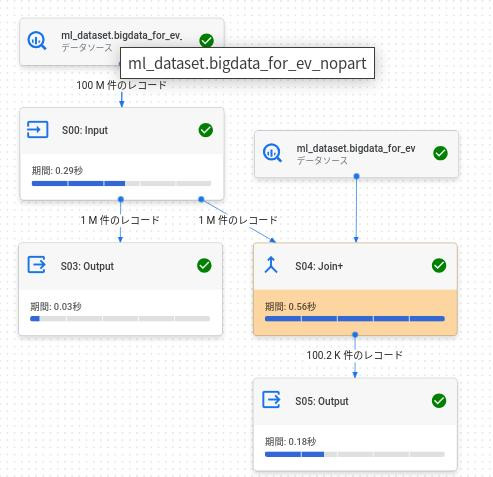 ml_dataset.bigdata_for_ev_
データソース
ml_dataset.bigdata_for_ev_nopart
100 M 件のレコード
S00: Input
期間: 0.29秒
ml_dataset.bigdata_for_ev
データソース
1 M 件のレコード
1 M 件のレコード
S03: Output
期間: 0.03秒
S04: Join+
期間: 0.56秒
100.2 K 件のレコード
S05: Output
期間: 0.18秒